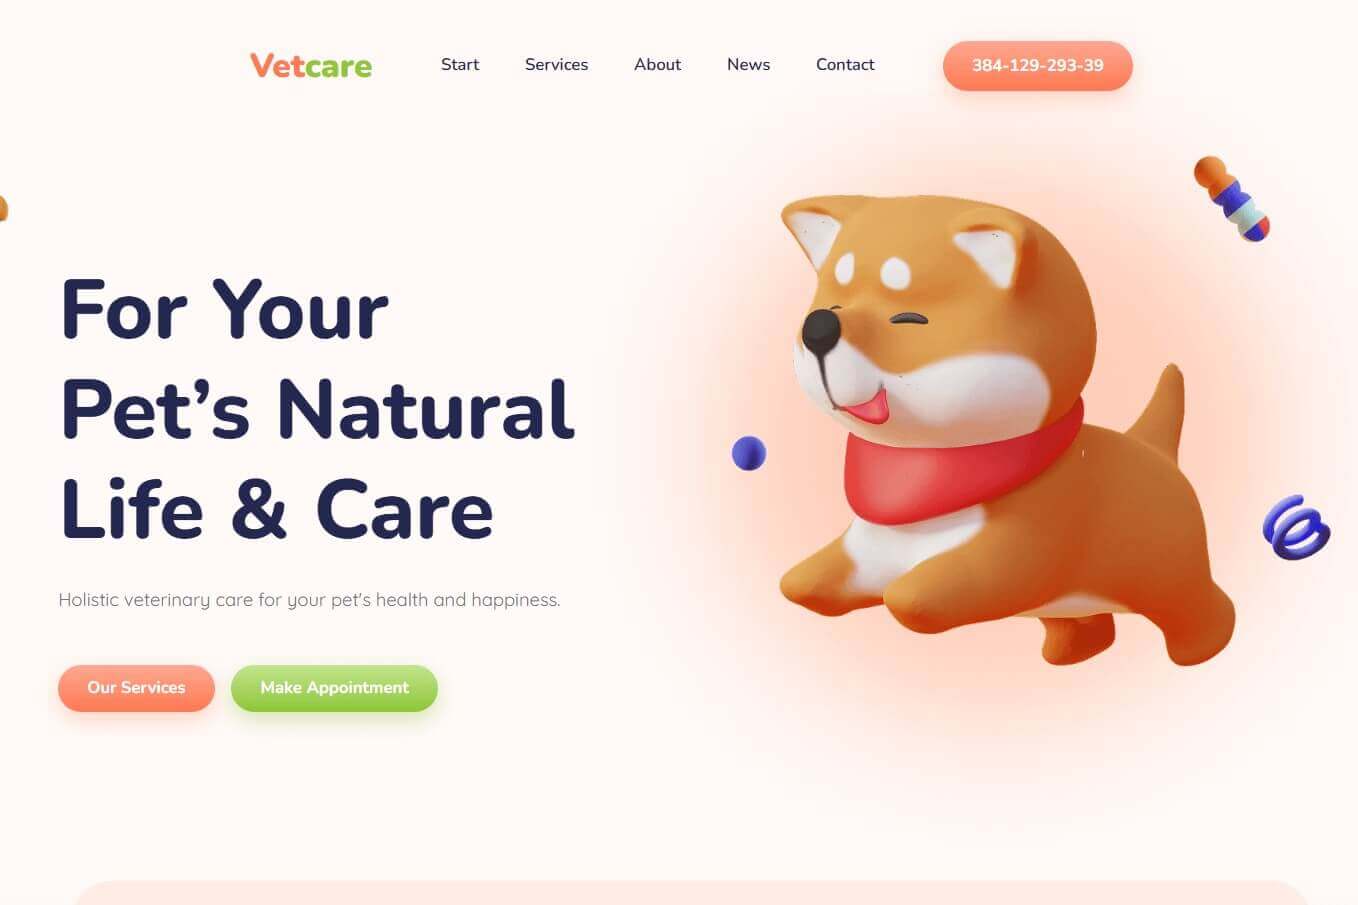 Vetcare
Start
Services
About
News
Contact
384-129-293-39
For Your
Pet’s Natural
Life & Care
Holistic veterinary care for your pet's health and happiness.
Our Services
Make Appointment